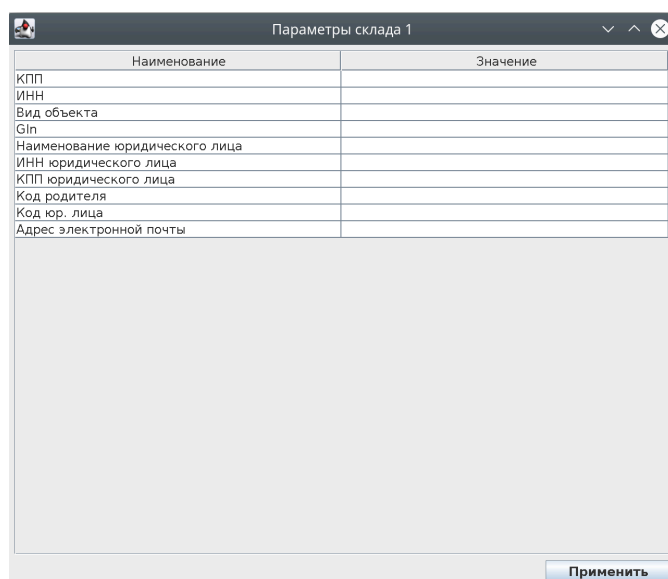 Параметры склада 1
Наименование Значение
КПП
ИНН
Вид объекта
Gln
Наименование юридического лица
ИНН юридического лица
КПП юридического лица
Код родителя
Код юр. лица
Адрес электронной почты
Применить